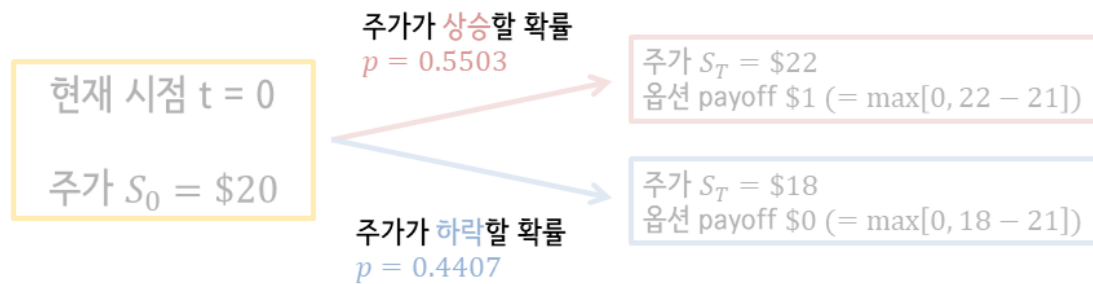 현재 시점 t = 0
주가 S₀ = $20
주가가 상승할 확률
p = 0.5503
주가 S_T = $22
옵션 payoff $1 (= max[0, 22 − 21])
주가가 하락할 확률
p = 0.4407
주가 S_T = $18
옵션 payoff $0 (= max[0, 18 − 21])